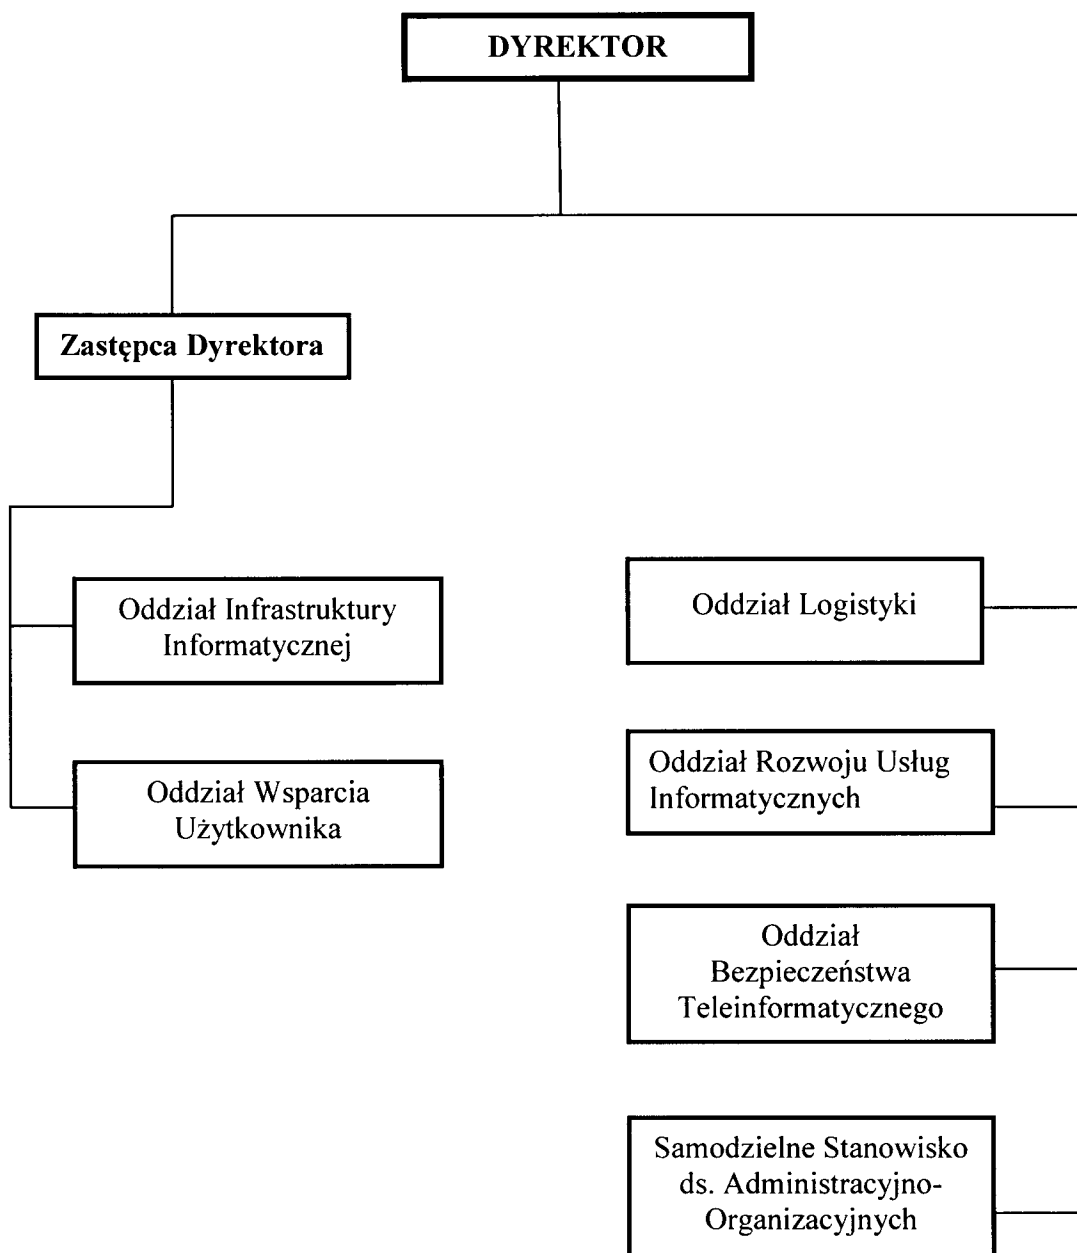 DYREKTOR
Zastępca Dyrektora
Oddział Infrastruktury
Informatycznej
Oddział Wsparcia
Użytkownika
Oddział Logistyki
Oddział Rozwoju Usług
Informatycznych
Oddział
Bezpieczeństwa
Teleinformatycznego
Samodzielne Stanowisko
ds. Administracyjno-
Organizacyjnych